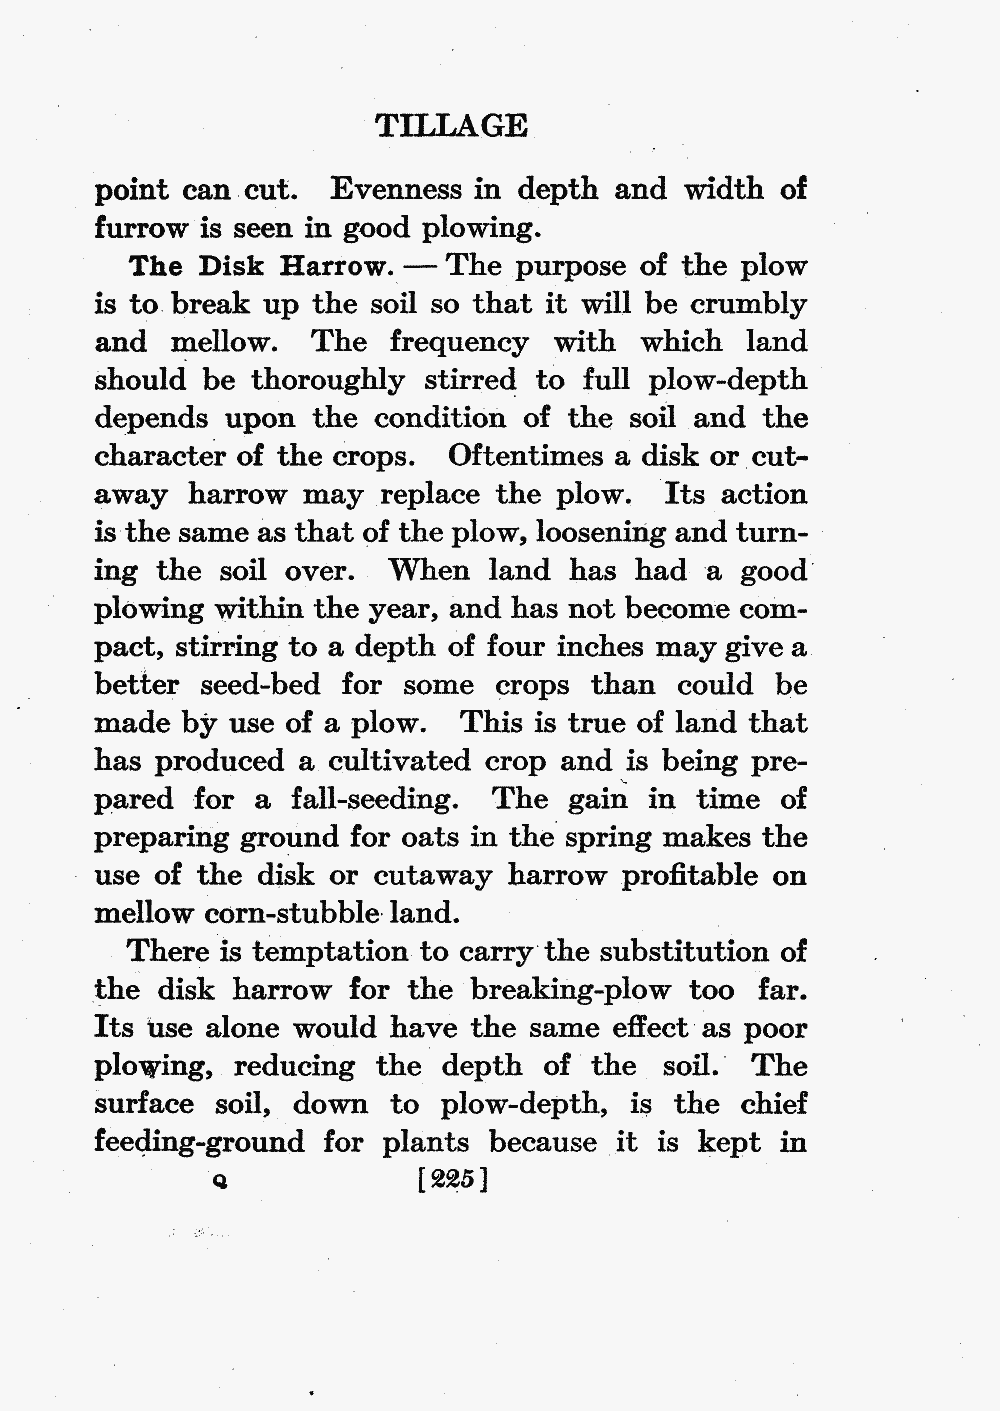 TILLAGE
point can cut. Evenness in depth and width of
furrow is seen in good plowing.
The Disk Harrow. — The purpose of the plow
is to break up the soil so that it will be crumbly
and mellow. The frequency with which land
should be thoroughly stirred to full plow-depth
depends upon the condition of the soil and the
character of the crops. Oftentimes a disk or cut-
away harrow may replace the plow. Its action
is the same as that of the plow, loosening and turn-
ing the soil over. When land has had a good
plowing within the year, and has not become com-
pact, stirring to a depth of four inches may give a
better seed-bed for some crops than could be
made by use of a plow. This is true of land that
has produced a cultivated crop and is being pre-
pared for a fall-seeding. The gain in time of
preparing ground for oats in the spring makes the
use of the disk or cutaway harrow profitable on
mellow corn-stubble land.
There is temptation to carry the substitution of
the disk harrow for the breaking-plow too far.
Its use alone would have the same effect as poor
plowing, reducing the depth of the soil. The
surface soil, down to plow-depth, is the chief
feeding-ground for plants because it is kept in
Q [225]